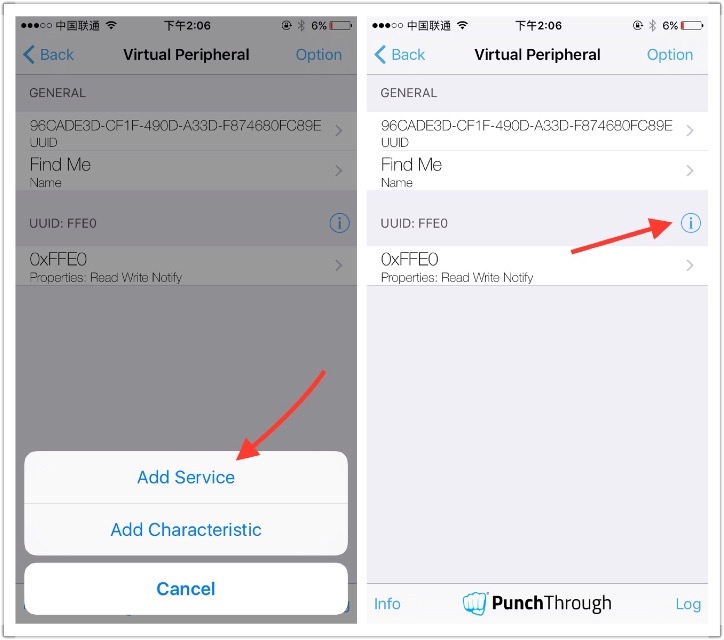 中国联通 下午2:06 6%
Back Virtual Peripheral Option
GENERAL
96CADE3D-CF1F-490D-A33D-F874680FC89E
UUID
Find Me
Name
UUID: FFE0
0xFFE0
Properties: Read Write Notify
Add Service
Add Characteristic
Cancel
中国联通 下午2:06 6%
Back Virtual Peripheral Option
GENERAL
96CADE3D-CF1F-490D-A33D-F874680FC89E
UUID
Find Me
Name
UUID: FFE0
0xFFE0
Properties: Read Write Notify
Info PunchThrough Log